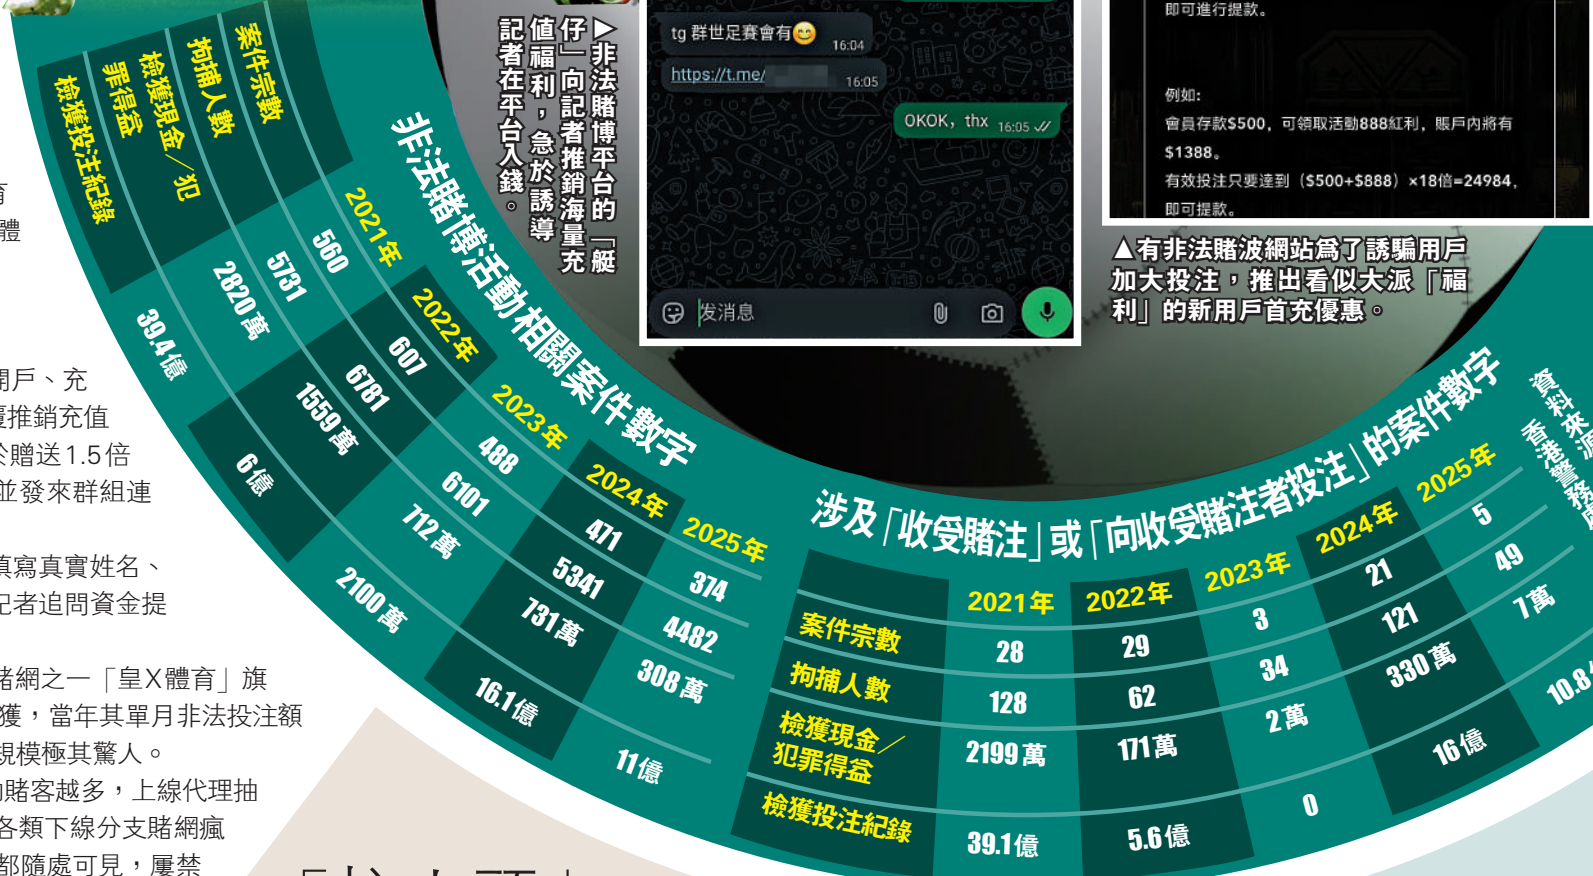 育
體
開戶、充
覆推銷充值
於贈送1.5倍
並發來群組連
填寫真實姓名、
記者追問資金提
賭網之一「皇X體育」旗
獲，當年其單月非法投注額
規模極其驚人。
賭客越多，上線代理抽
各類下線分支賭網瘋
都隨處可見，屢禁
▶非法賭博平台的「艇
仔」向記者推銷海量充
值福利，急於誘導
記者在平台入錢。
tg 群世足賽會有😊
16:04
https://t.me/
16:05
OKOK，thx 16:05
发消息
即可進行提款。
例如:
會員存款$500，可領取活動888紅利，賬戶內將有
$1388。
有效投注只要達到（$500+$888）×18倍=24984，
即可提款。
▲有非法賭波網站為了誘騙用戶
加大投注，推出看似大派「福
利」的新用戶首充優惠。
非法賭博活動相關案件數字
2021年 2022年 2023年 2024年 2025年
案件宗數 560 607 488 471 374
拘捕人數 5731 6781 6101 5341 4482
檢獲現金／犯罪得益 2820萬 1559萬 712萬 731萬 308萬
檢獲投注紀錄 39.4億 6億 2100萬 16.1億 11億
涉及「收受賭注」或「向收受賭注者投注」的案件數字
2021年 2022年 2023年 2024年 2025年
案件宗數 28 29 3 21 5
拘捕人數 128 62 34 121 49
檢獲現金／
犯罪得益 2199萬 171萬 2萬 330萬 7萬
檢獲投注紀錄 39.1億 5.6億 0 16億 10.8
資料來源
香港警務處